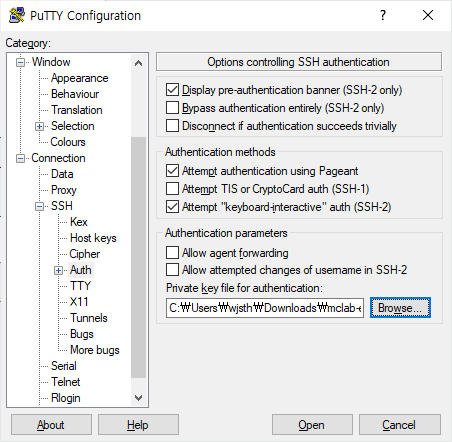 PuTTY Configuration
?
Category:
Window
Appearance
Behaviour
Translation
Selection
Colours
Connection
Data
Proxy
SSH
Kex
Host keys
Cipher
Auth
TTY
X11
Tunnels
Bugs
More bugs
Serial
Telnet
Rlogin
Options controlling SSH authentication
Display pre-authentication banner (SSH-2 only)
Bypass authentication entirely (SSH-2 only)
Disconnect if authentication succeeds trivially
Authentication methods
Attempt authentication using Pageant
Attempt TIS or CryptoCard auth (SSH-1)
Attempt "keyboard-interactive" auth (SSH-2)
Authentication parameters
Allow agent forwarding
Allow attempted changes of username in SSH-2
Private key file for authentication:
C:₩Users₩wjsth₩Downloads₩mclab-
Browse...
About
Help
Open
Cancel